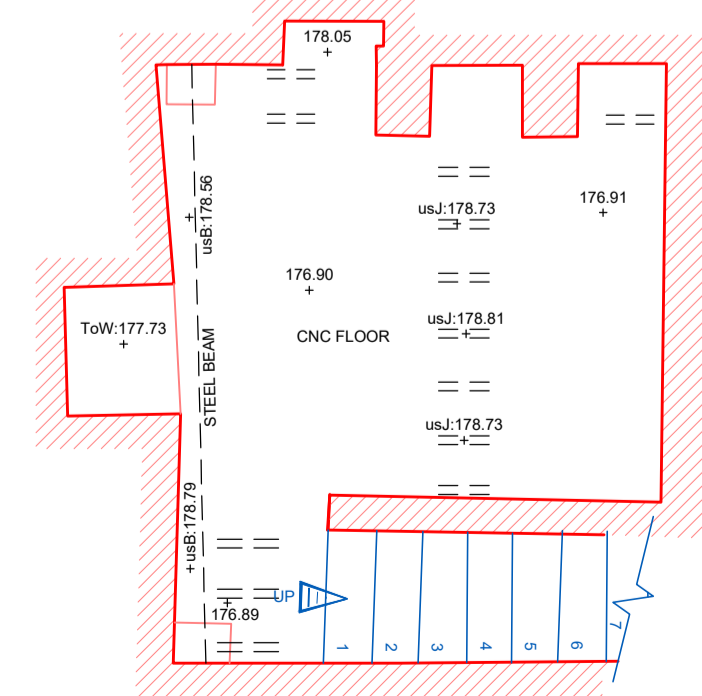 178.05
usB:178.56
usJ:178.73
176.91
176.90
ToW:177.73
usJ:178.81
CNC FLOOR
STEEL BEAM
usJ:178.73
usB:178.79
UP
176.89
1
2
3
4
5
6
7